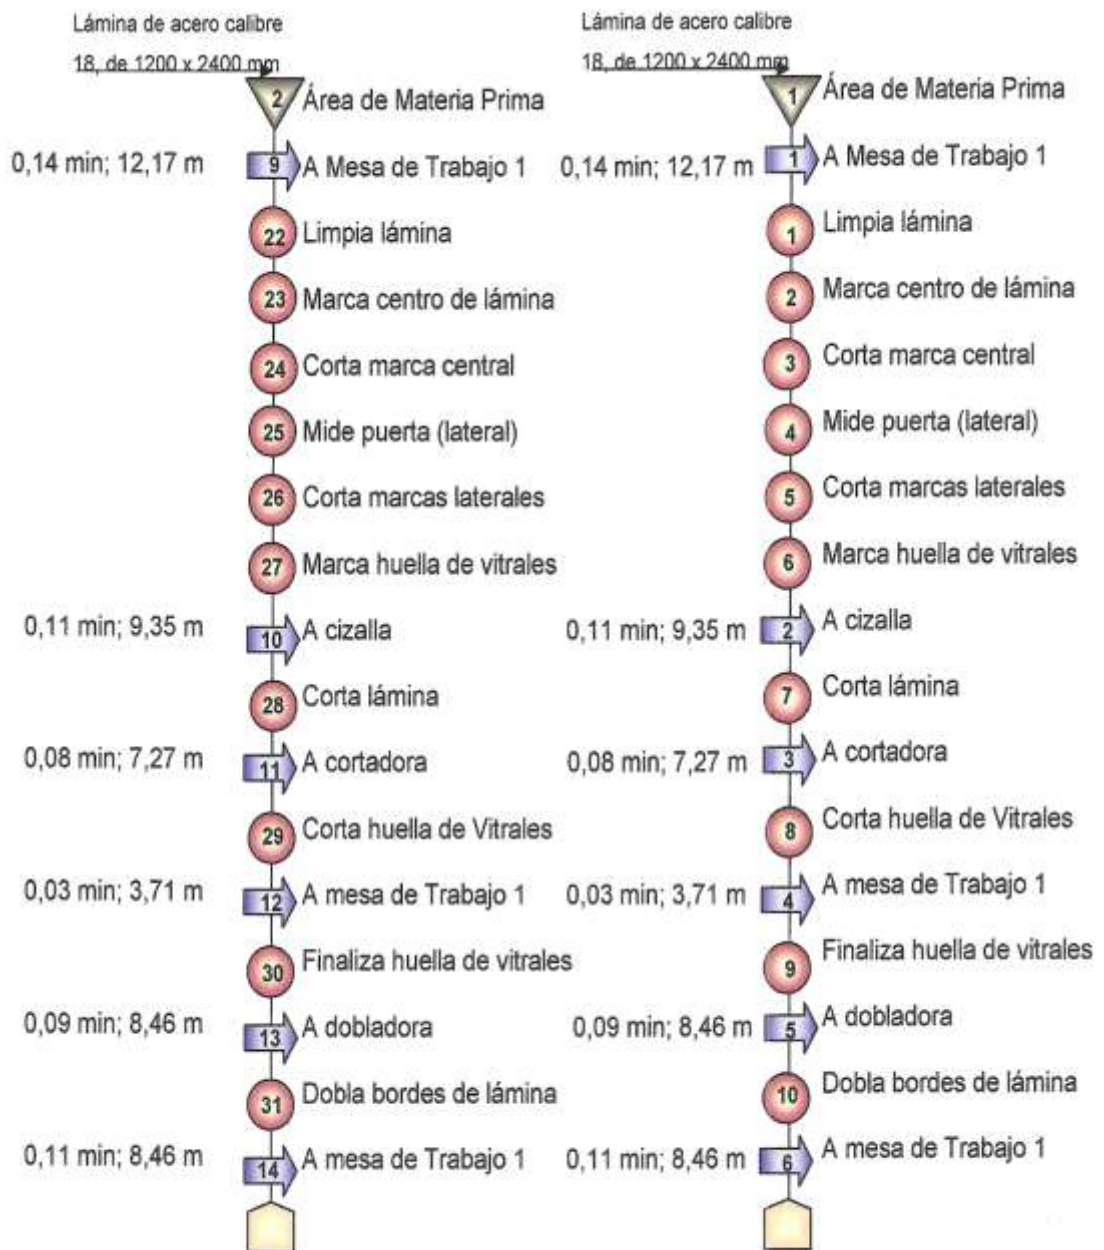 Lámina de acero calibre
18, de 1200 x 2400 mm
2 Área de Materia Prima
0,14 min; 12,17 m 9 A Mesa de Trabajo 1
22 Limpia lámina
23 Marca centro de lámina
24 Corta marca central
25 Mide puerta (lateral)
26 Corta marcas laterales
27 Marca huella de vitrales
0,11 min; 9,35 m 10 A cizalla
28 Corta lámina
0,08 min; 7,27 m 11 A cortadora
29 Corta huella de Vitrales
0,03 min; 3,71 m 12 A mesa de Trabajo 1
30 Finaliza huella de vitrales
0,09 min; 8,46 m 13 A dobladora
31 Dobla bordes de lámina
0,11 min; 8,46 m 14 A mesa de Trabajo 1
Lámina de acero calibre
18, de 1200 x 2400 mm
1 Área de Materia Prima
0,14 min; 12,17 m 1 A Mesa de Trabajo 1
1 Limpia lámina
2 Marca centro de lámina
3 Corta marca central
4 Mide puerta (lateral)
5 Corta marcas laterales
6 Marca huella de vitrales
0,11 min; 9,35 m 2 A cizalla
7 Corta lámina
0,08 min; 7,27 m 3 A cortadora
8 Corta huella de Vitrales
0,03 min; 3,71 m 4 A mesa de Trabajo 1
9 Finaliza huella de vitrales
0,09 min; 8,46 m 5 A dobladora
10 Dobla bordes de lámina
0,11 min; 8,46 m 6 A mesa de Trabajo 1